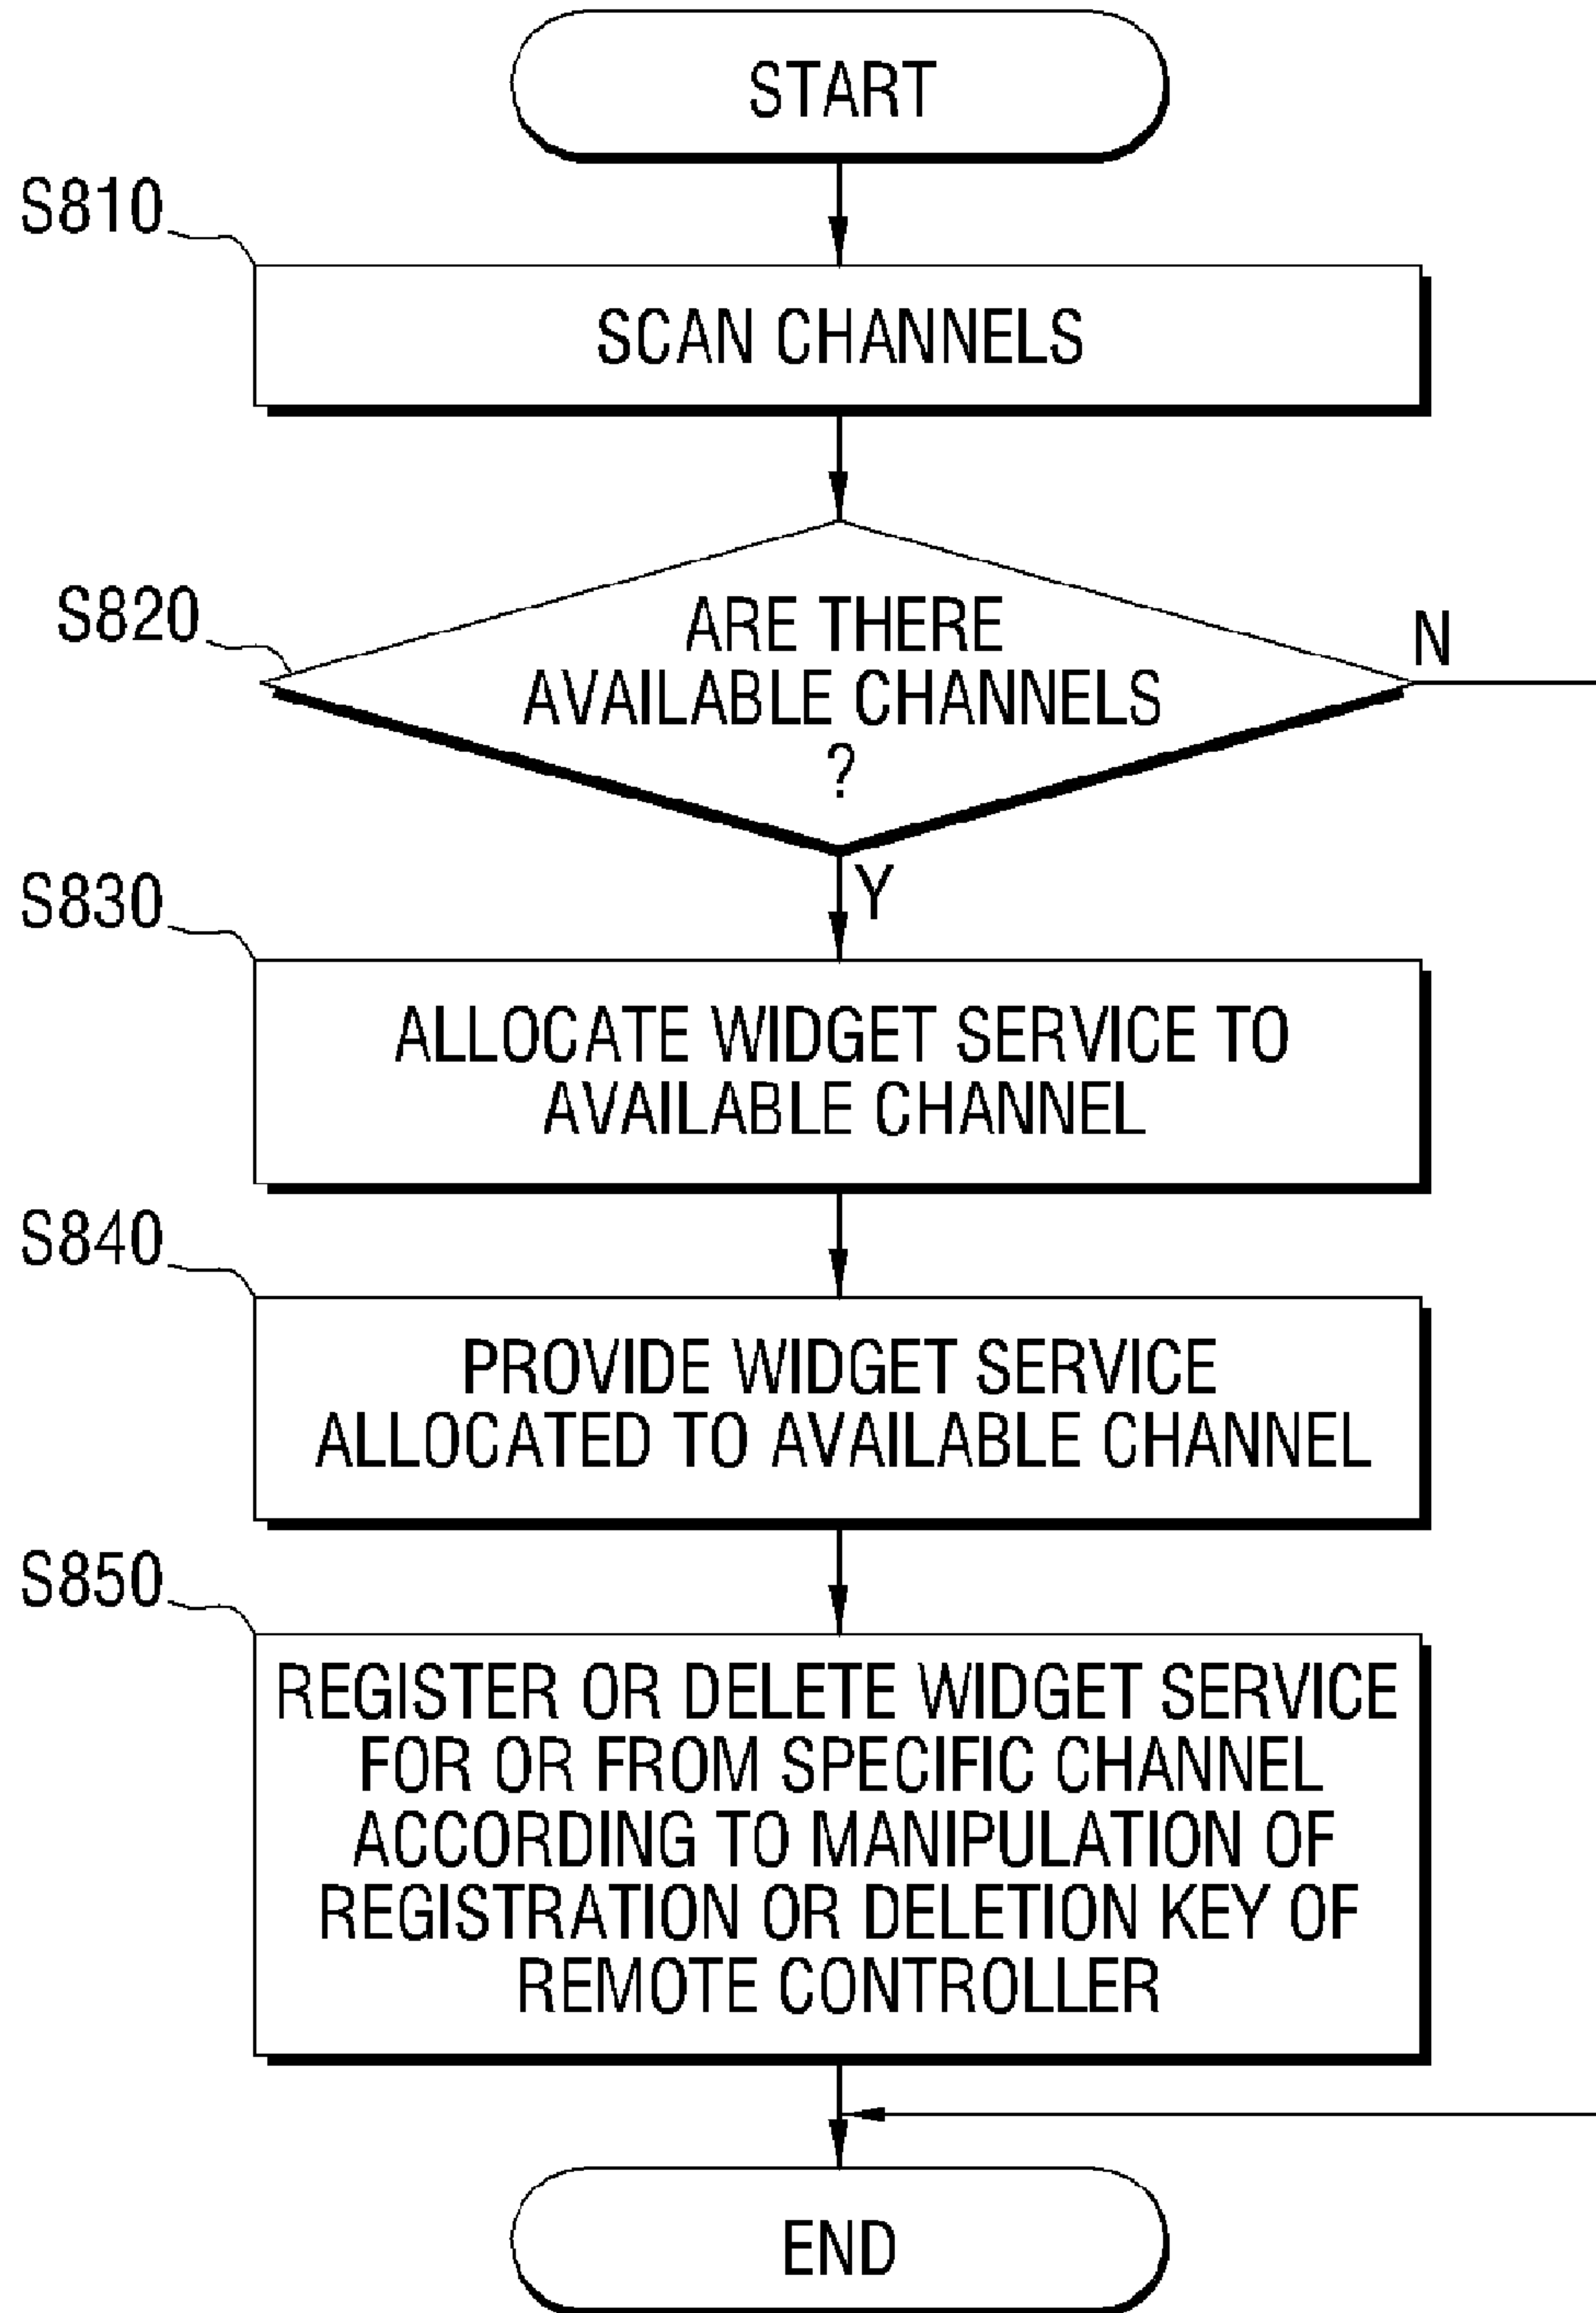 START
S810
SCAN CHANNELS
S820
ARE THERE
AVAILABLE CHANNELS
?
N
Y
S830
ALLOCATE WIDGET SERVICE TO
AVAILABLE CHANNEL
S840
PROVIDE WIDGET SERVICE
ALLOCATED TO AVAILABLE CHANNEL
S850
REGISTER OR DELETE WIDGET SERVICE
FOR OR FROM SPECIFIC CHANNEL
ACCORDING TO MANIPULATION OF
REGISTRATION OR DELETION KEY OF
REMOTE CONTROLLER
END